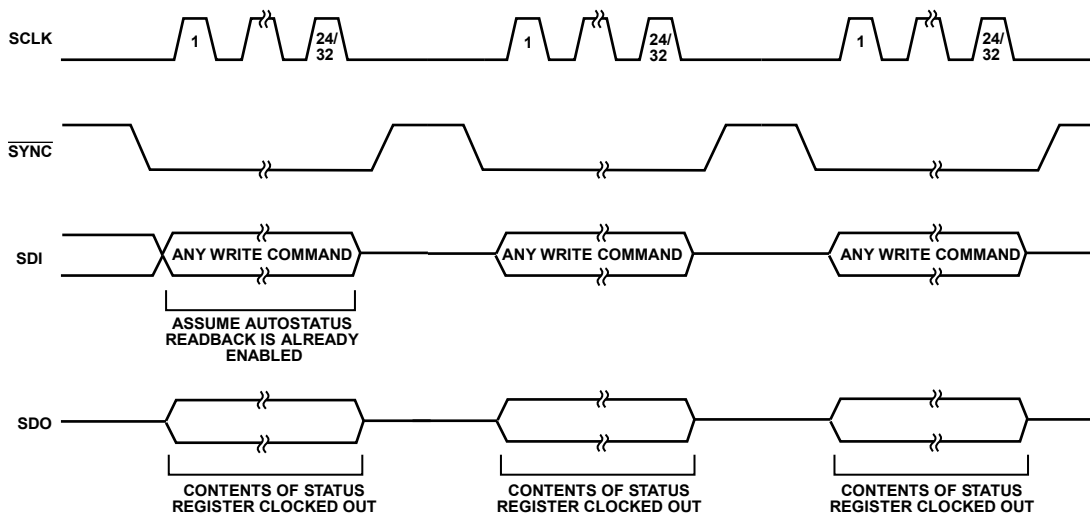 SCLK
1
24/
32
1
24/
32
1
24/
32
SYNC
SDI
ANY WRITE COMMAND
ANY WRITE COMMAND
ANY WRITE COMMAND
ASSUME AUTOSTATUS
READBACK IS ALREADY
ENABLED
SDO
CONTENTS OF STATUS
REGISTER CLOCKED OUT
CONTENTS OF STATUS
REGISTER CLOCKED OUT
CONTENTS OF STATUS
REGISTER CLOCKED OUT